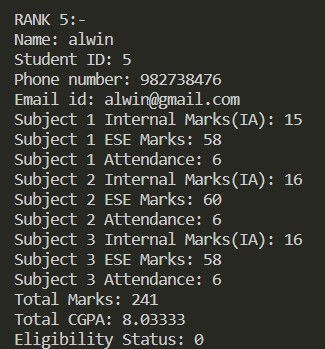 RANK 5:-
Name: alwin
Student ID: 5
Phone number: 982738476
Email id: alwin@gmail.com
Subject 1 Internal Marks(IA): 15
Subject 1 ESE Marks: 58
Subject 1 Attendance: 6
Subject 2 Internal Marks(IA): 16
Subject 2 ESE Marks: 60
Subject 2 Attendance: 6
Subject 3 Internal Marks(IA): 16
Subject 3 ESE Marks: 58
Subject 3 Attendance: 6
Total Marks: 241
Total CGPA: 8.03333
Eligibility Status: 0